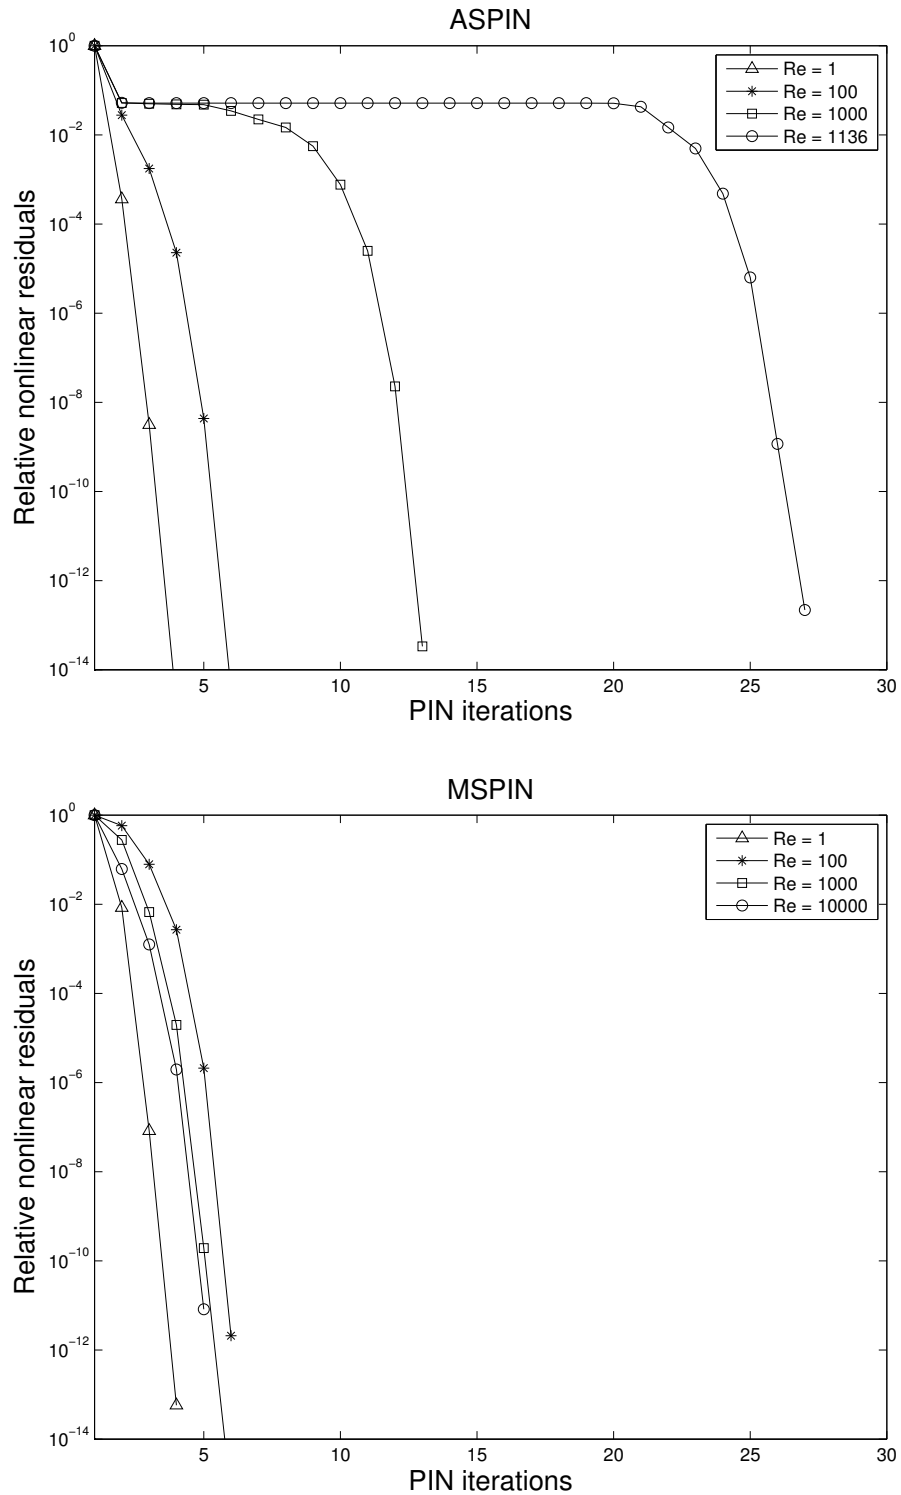 ASPIN
Re = 1
Re = 100
Re = 1000
Re = 1136
10^0
10^−2
10^−4
10^−6
10^−8
10^−10
10^−12
10^−14
Relative nonlinear residuals
5 10 15 20 25 30
PIN iterations
MSPIN
Re = 1
Re = 100
Re = 1000
Re = 10000
10^0
10^−2
10^−4
10^−6
10^−8
10^−10
10^−12
10^−14
Relative nonlinear residuals
5 10 15 20 25 30
PIN iterations